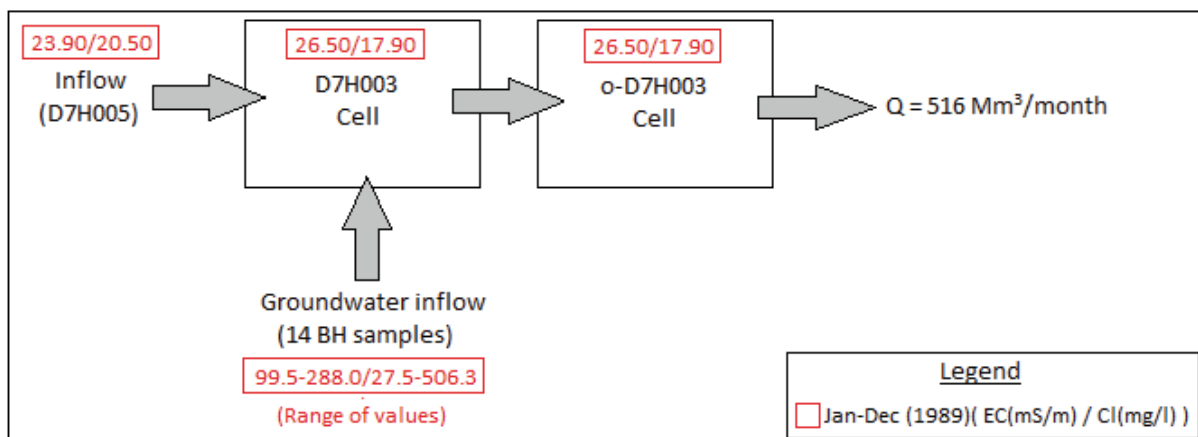 23.90/20.50
Inflow
(D7H005)
26.50/17.90
D7H003
Cell
26.50/17.90
o-D7H003
Cell
Q = 516 Mm³/month
Groundwater inflow
(14 BH samples)
99.5-288.0/27.5-506.3
(Range of values)
Legend
Jan-Dec (1989)( EC(mS/m) / Cl(mg/l) )